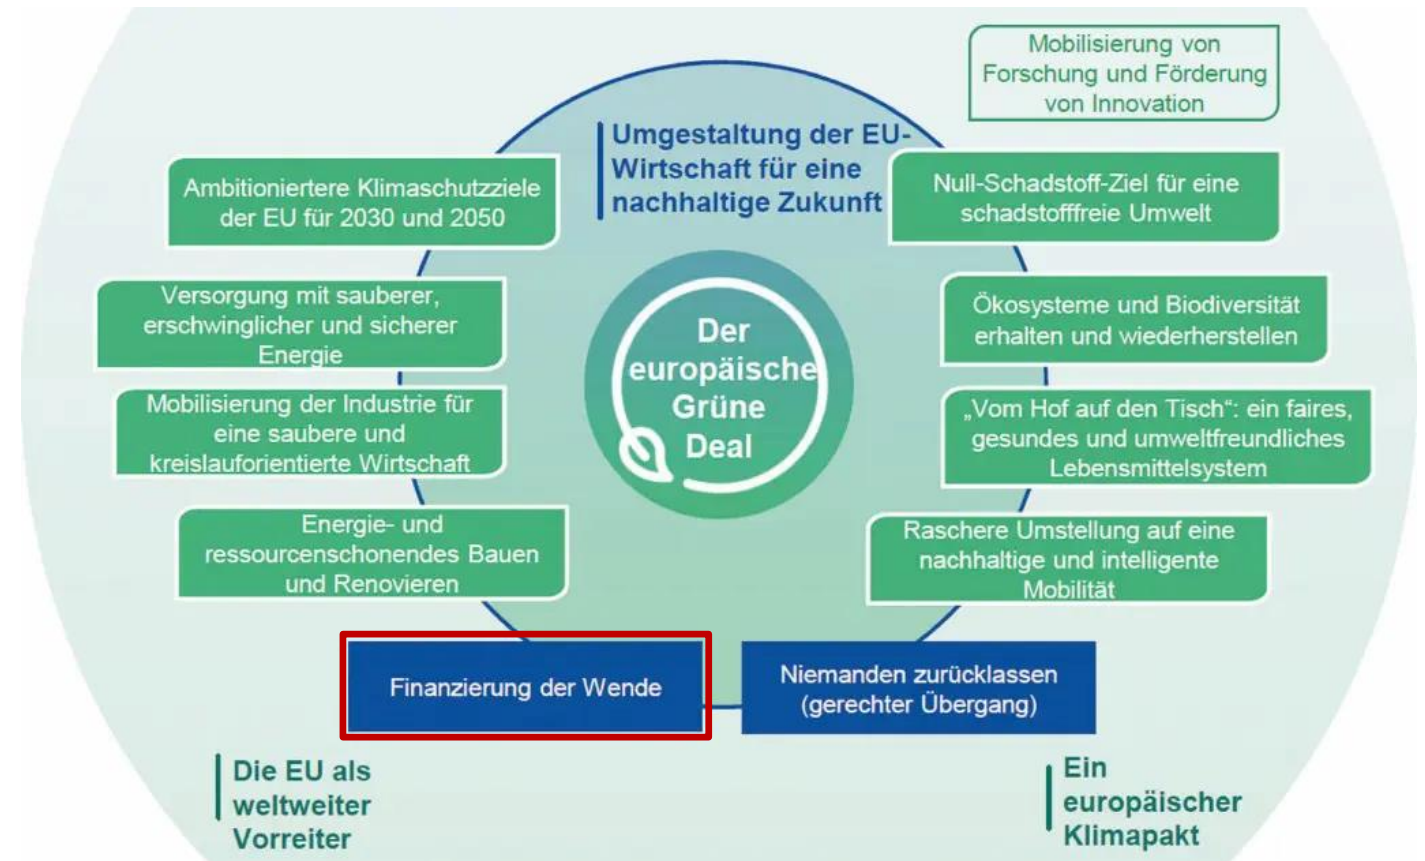 Mobilisierung von
Forschung und Förderung
von Innovation
Umgestaltung der EU-
Wirtschaft für eine
nachhaltige Zukunft
Ambitioniertere Klimaschutzziele
der EU für 2030 und 2050
Null-Schadstoff-Ziel für eine
schadstofffreie Umwelt
Versorgung mit sauberer,
erschwinglicher und sicherer
Energie
Ökosysteme und Biodiversität
erhalten und wiederherstellen
Der
europäische
Grüne
Deal
Mobilisierung der Industrie für
eine saubere und
kreislauforientierte Wirtschaft
„Vom Hof auf den Tisch“: ein faires,
gesundes und umweltfreundliches
Lebensmittelsystem
Energie- und
ressourcenschonendes Bauen
und Renovieren
Raschere Umstellung auf eine
nachhaltige und intelligente
Mobilität
Finanzierung der Wende
Niemanden zurücklassen
(gerechter Übergang)
Die EU als
weltweiter
Vorreiter
Ein
europäischer
Klimapakt